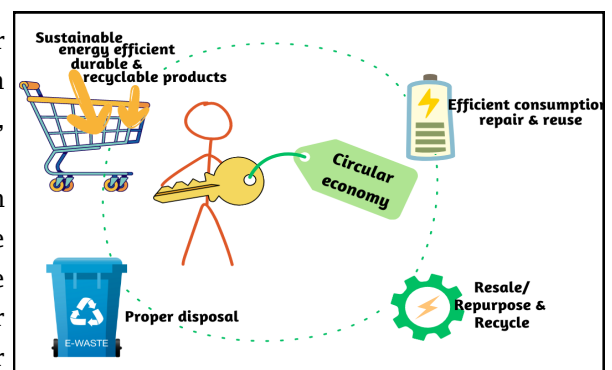 Sustainable
energy efficient
durable &
recyclable products
Efficient consumption
repair & reuse
Circular
economy
Resale/
Repurpose &
Recycle
Proper disposal
E-WASTE